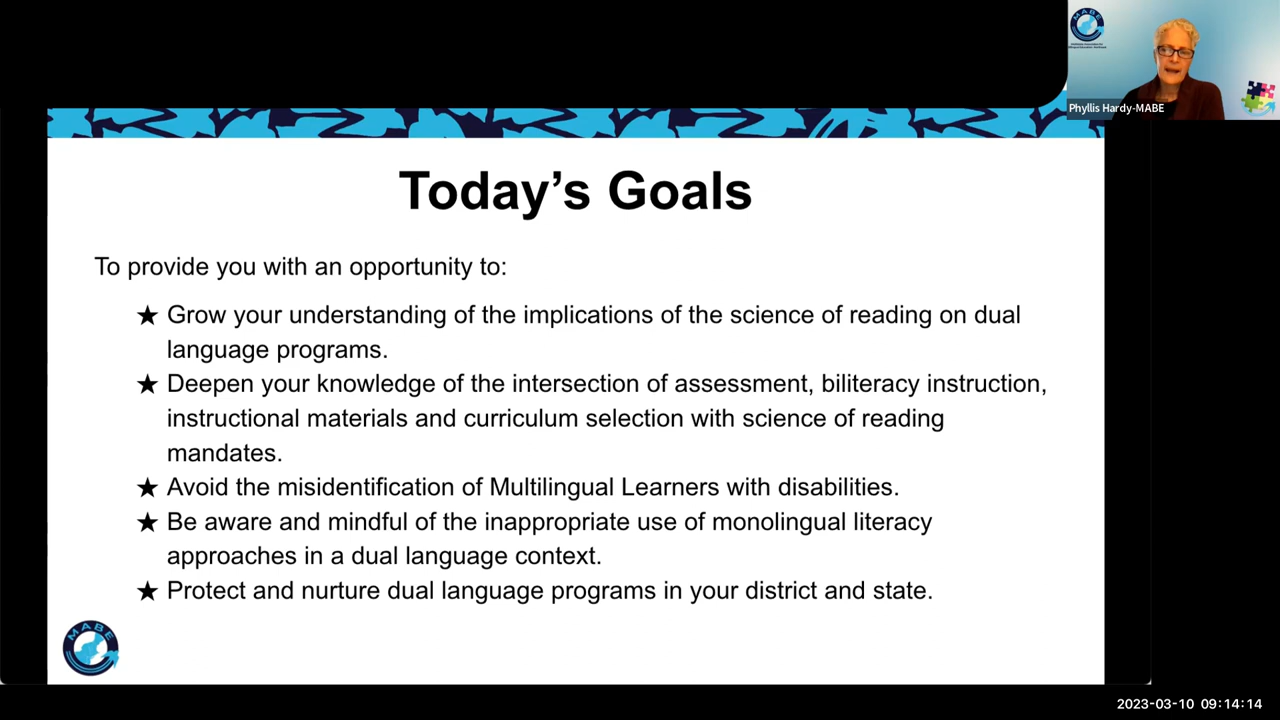 MABE
Phyllis Hardy-MABE
Today’s Goals
To provide you with an opportunity to:
★ Grow your understanding of the implications of the science of reading on dual
language programs.
★ Deepen your knowledge of the intersection of assessment, biliteracy instruction,
instructional materials and curriculum selection with science of reading
mandates.
★ Avoid the misidentification of Multilingual Learners with disabilities.
★ Be aware and mindful of the inappropriate use of monolingual literacy
approaches in a dual language context.
★ Protect and nurture dual language programs in your district and state.
MABE
2023-03-10 09:14:14